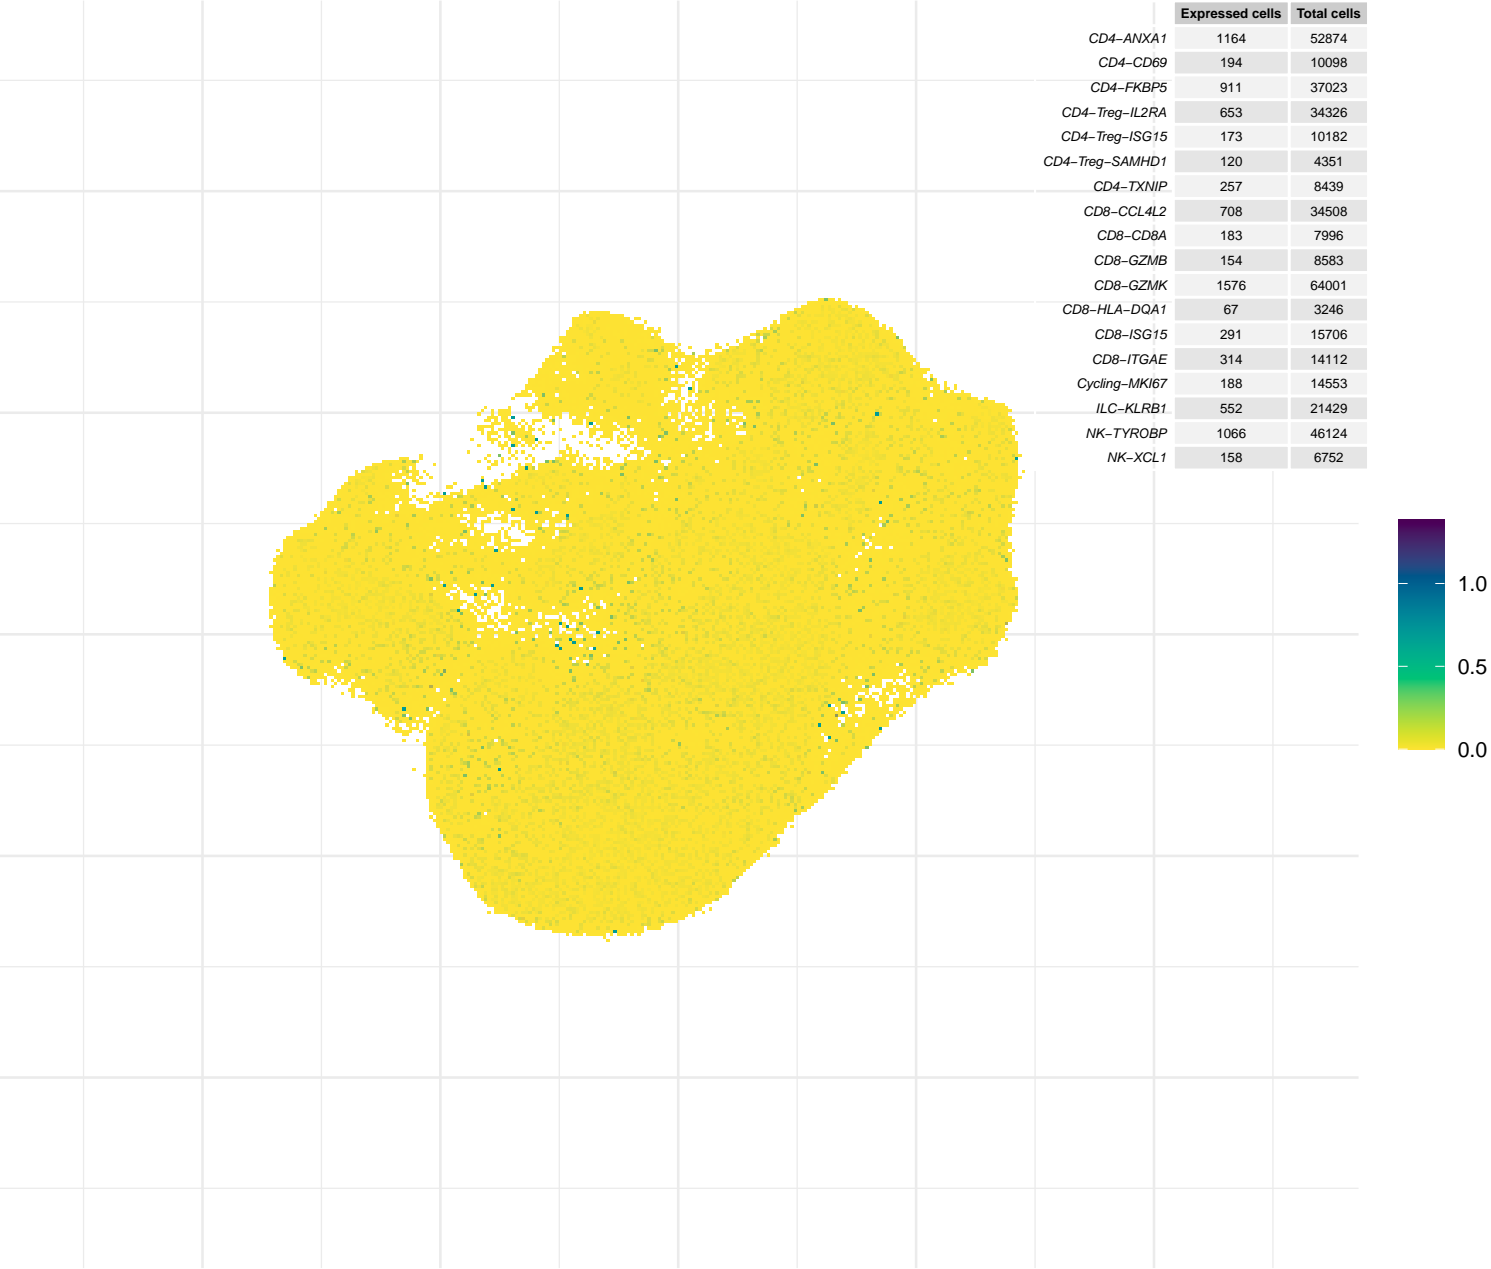 Expressed cells Total cells
CD4−ANXA1 1164 52874
CD4−CD69 194 10098
CD4−FKBP5 911 37023
CD4−Treg−IL2RA 653 34326
CD4−Treg−ISG15 173 10182
CD4−Treg−SAMHD1 120 4351
CD4−TXNIP 257 8439
CD8−CCL4L2 708 34508
CD8−CD8A 183 7996
CD8−GZMB 154 8583
CD8−GZMK 1576 64001
CD8−HLA−DQA1 67 3246
CD8−ISG15 291 15706
CD8−ITGAE 314 14112
Cycling−MKI67 188 14553
ILC−KLRB1 552 21429
NK−TYROBP 1066 46124
NK−XCL1 158 6752
1.0
0.5
0.0